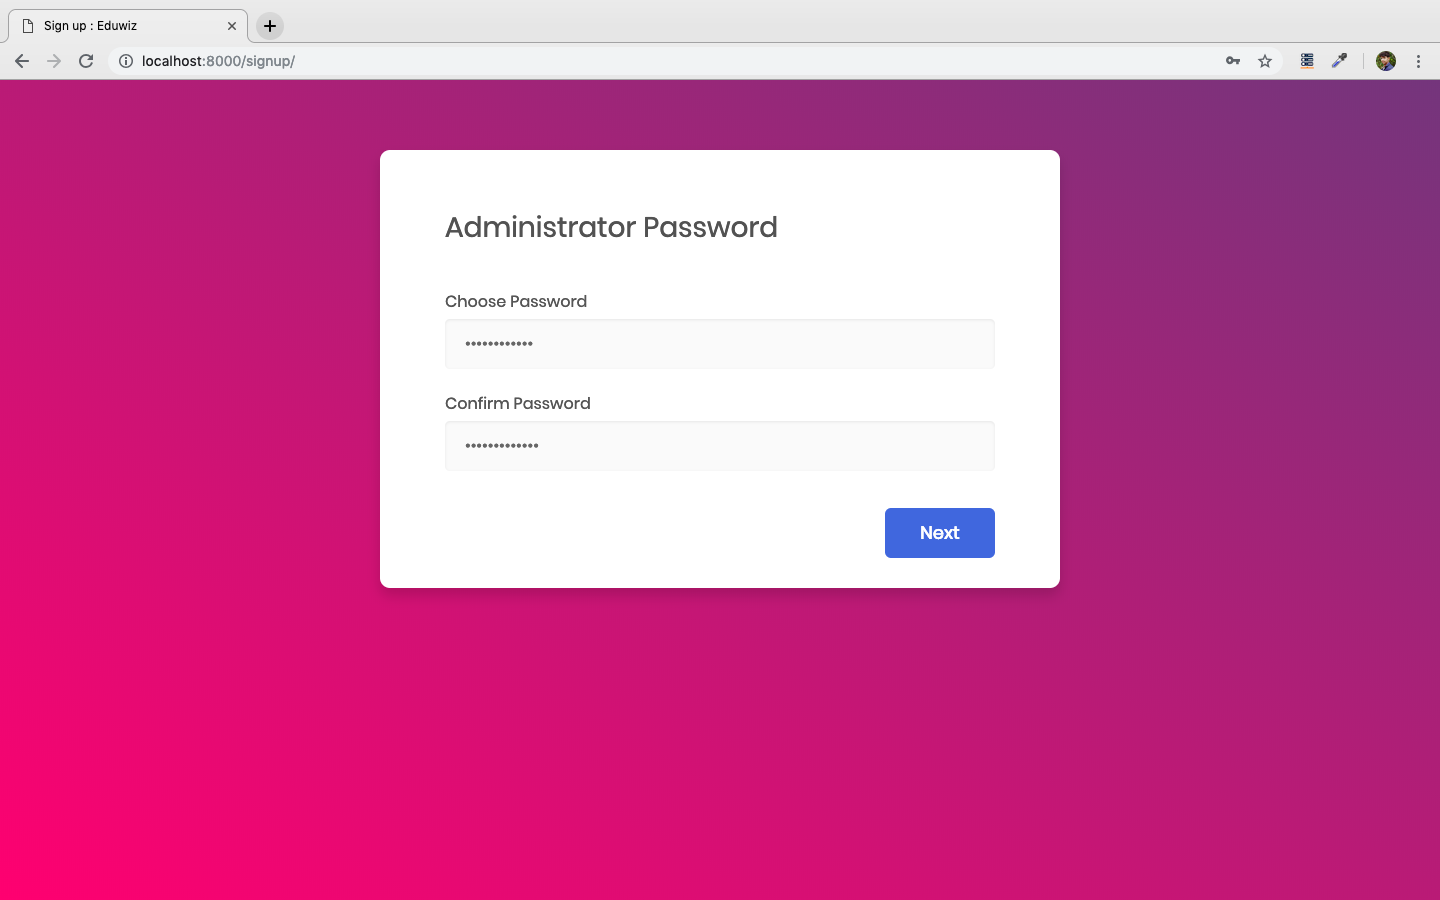 Sign up : Eduwiz
localhost:8000/signup/
Administrator Password
Choose Password
••••••••••••
Confirm Password
•••••••••••••
Next